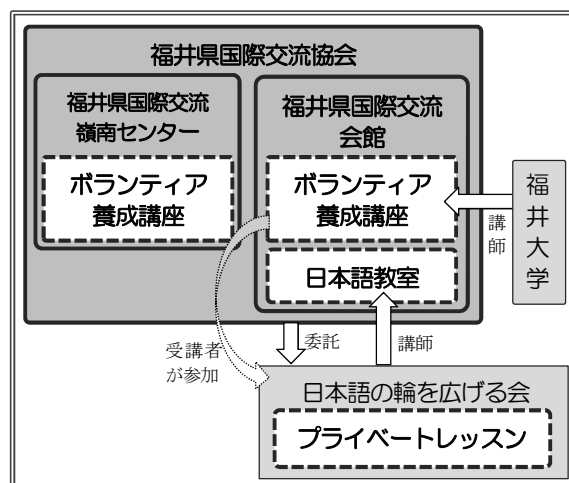 福井県国際交流協会
福井県国際交流
嶺南センター
ボランティア
養成講座
福井県国際交流
会館
ボランティア
養成講座
日本語教室
福井大学
講師
受講者
が参加
委託
講師
日本語の輪を広げる会
プライベートレッスン